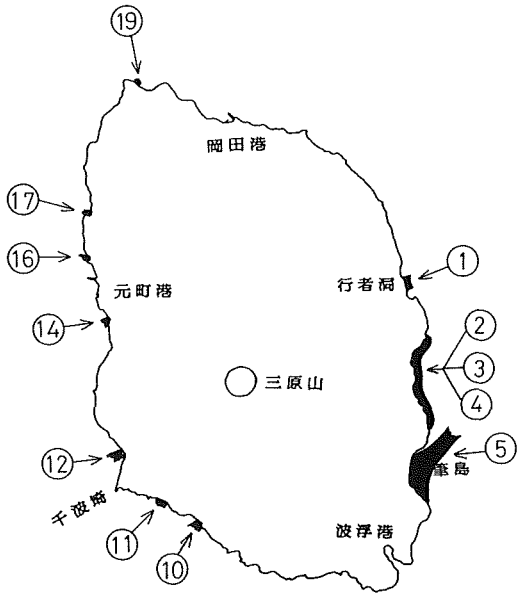 ⑲
岡田港
⑰
行者洞
①
⑯
元町港
⑭
②
三原山
③
④
⑫
⑤
筆島
千波崎
波浮港
⑪
⑩